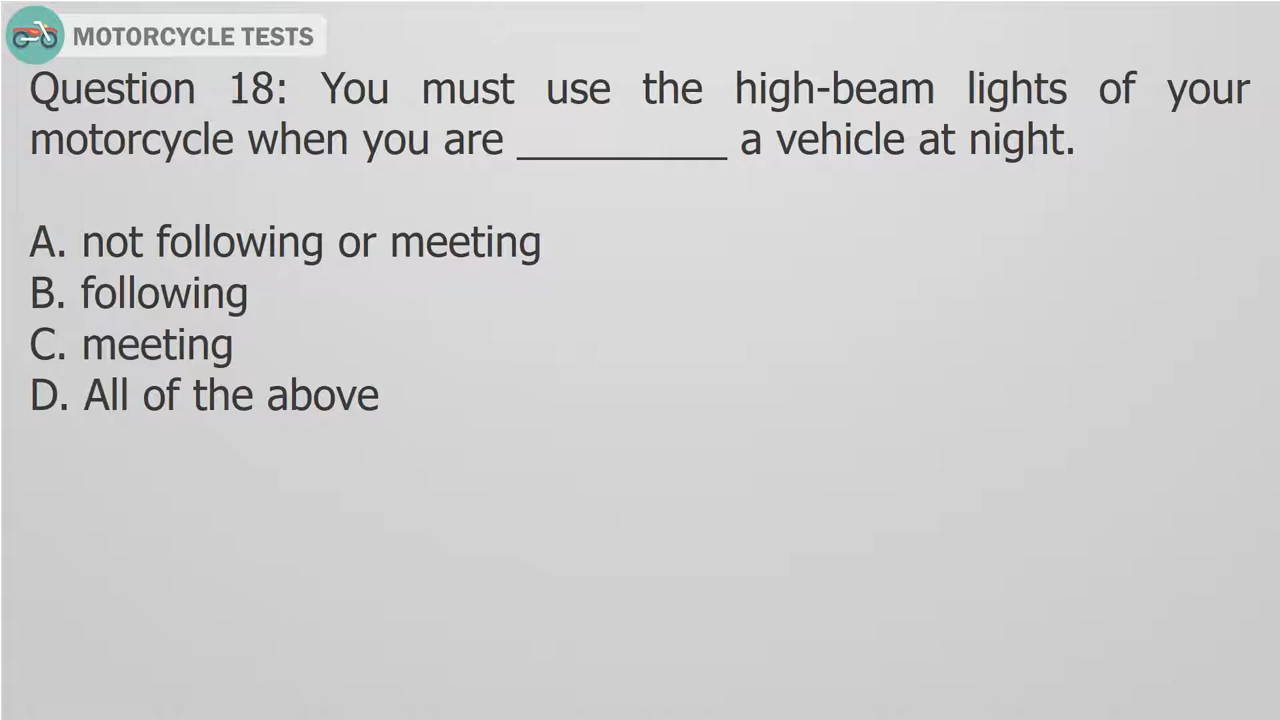 MOTORCYCLE TESTS
Question 18: You must use the high-beam lights of your
motorcycle when you are __________ a vehicle at night.
A. not following or meeting
B. following
C. meeting
D. All of the above